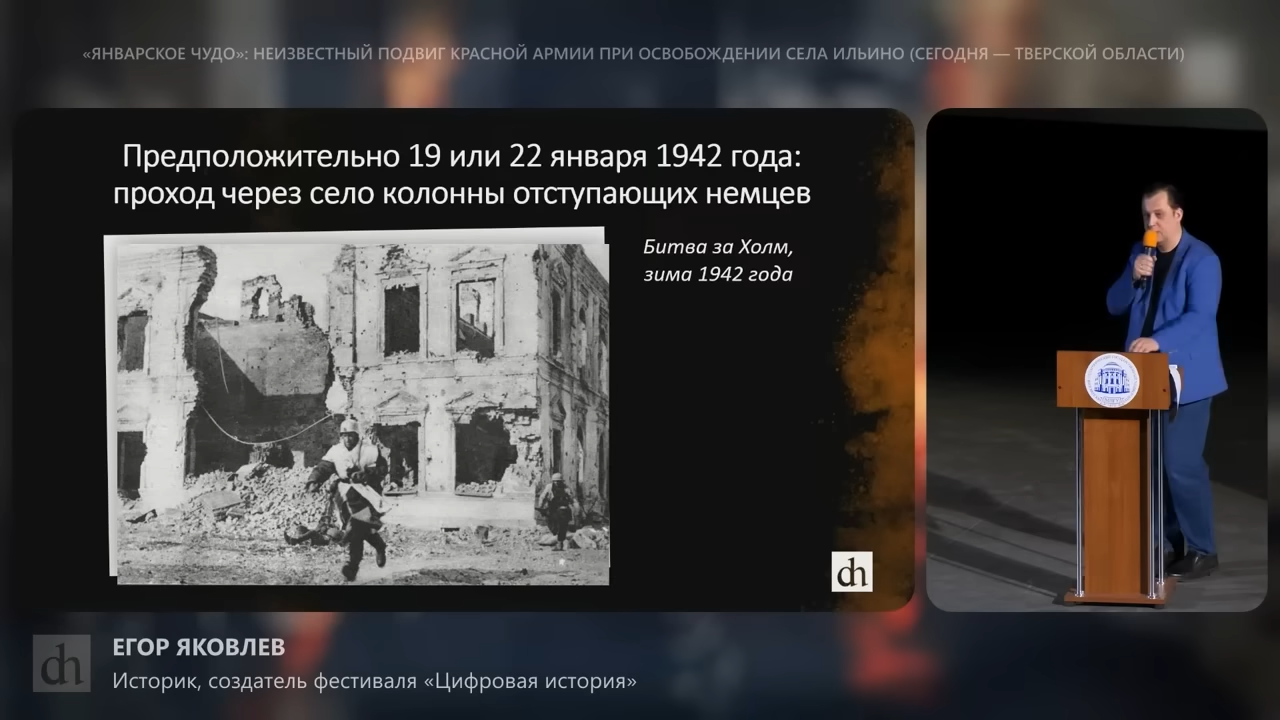 «ЯНВАРСКОЕ ЧУДО»: НЕИЗВЕСТНЫЙ ПОДВИГ КРАСНОЙ АРМИИ ПРИ ОСВОБОЖДЕНИИ СЕЛА ИЛЬИНО (СЕГОДНЯ — ТВЕРСКОЙ ОБЛАСТИ)
Предположительно 19 или 22 января 1942 года:
проход через село колонны отступающих немцев
Битва за Холм,
зима 1942 года
dh
dh
ЕГОР ЯКОВЛЕВ
Историк, создатель фестиваля «Цифровая история»